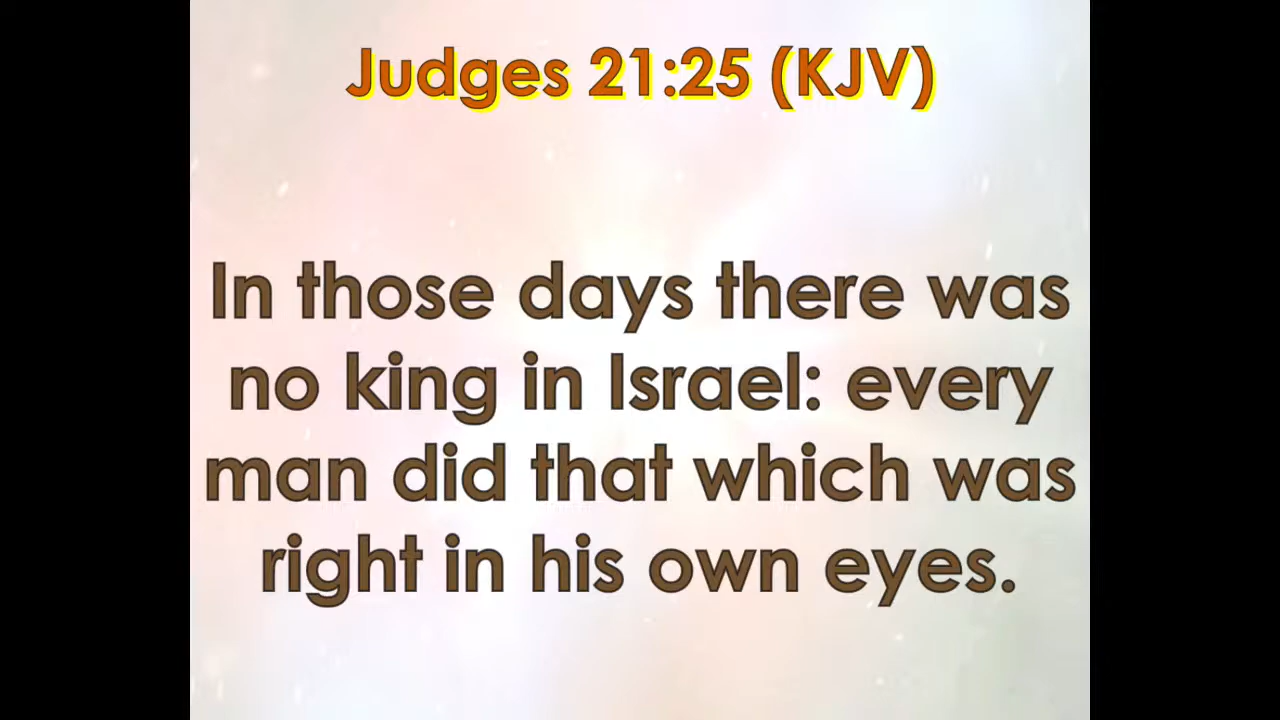 Judges 21:25 (KJV)
In those days there was
no king in Israel: every
man did that which was
right in his own eyes.